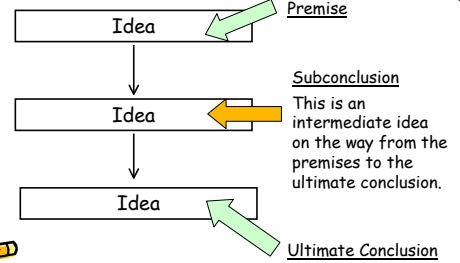 Premise
Idea
Subconclusion
Idea
This is an
intermediate idea
on the way from the
premises to the
ultimate conclusion.
Idea
Ultimate Conclusion